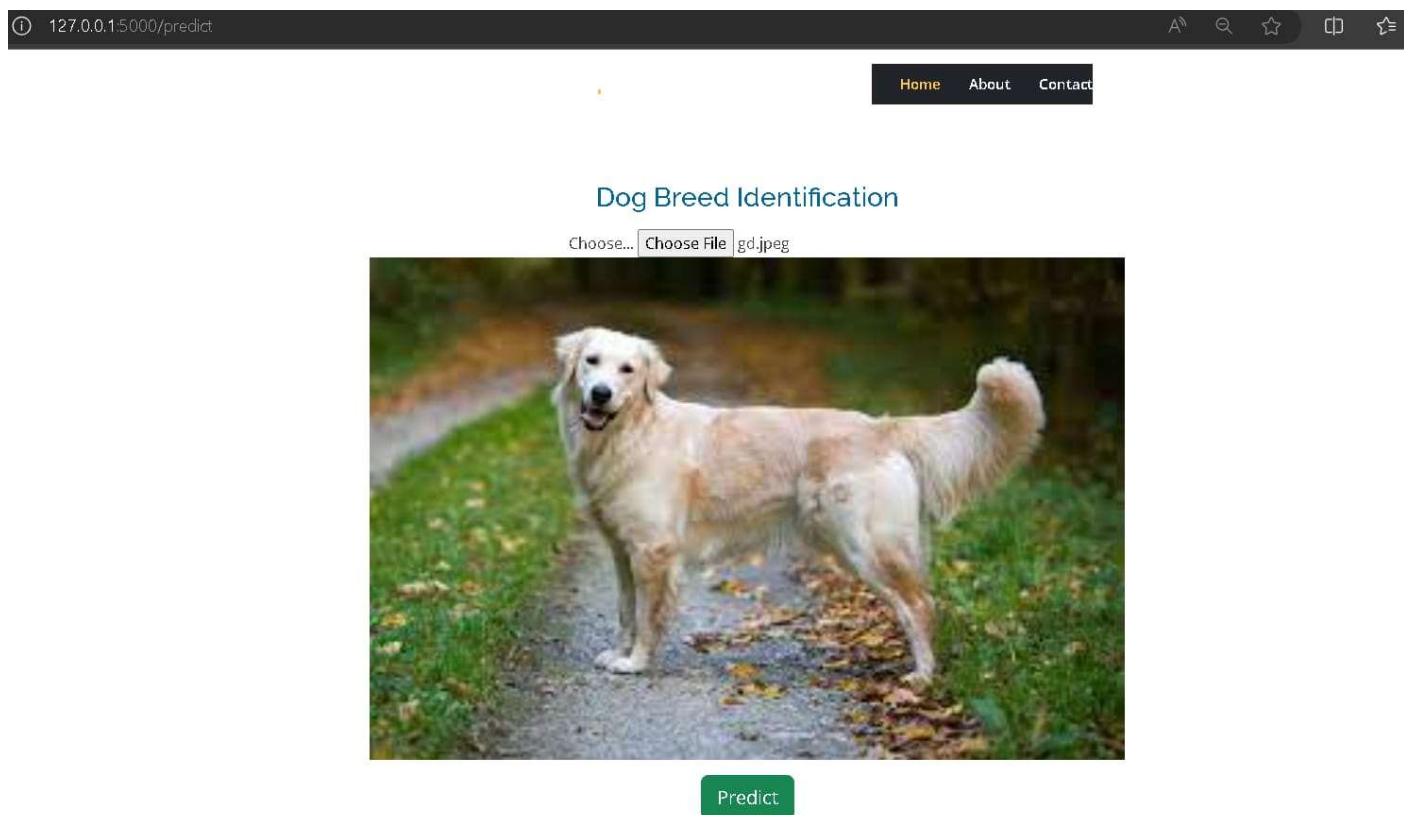 127.0.0.1:5000/predict
Home About Contact
Dog Breed Identification
Choose... Choose File gd.jpeg
Predict